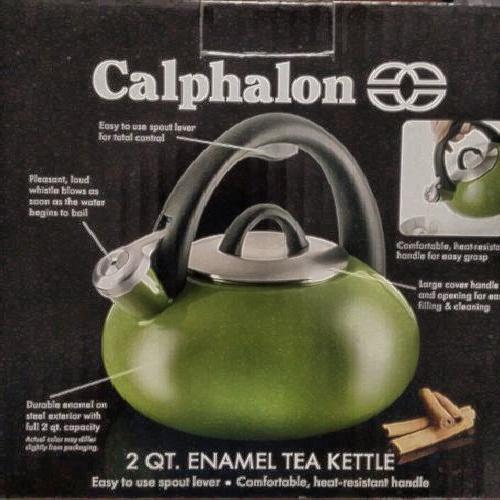 Calphalon
Easy to use spout lever
for total control
Pleasant, loud
whistle blows as
soon as the water
begins to boil
Comfortable, heat-resista
handle for easy grasp
Large cover handle
and opening for ea
filling & cleaning
Durable enamel on
steel exterior with
full 2 qt. capacity
Actual color may differ
slightly from packaging.
2 QT. ENAMEL TEA KETTLE
Easy to use spout lever ▪ Comfortable, heat-resistant handle